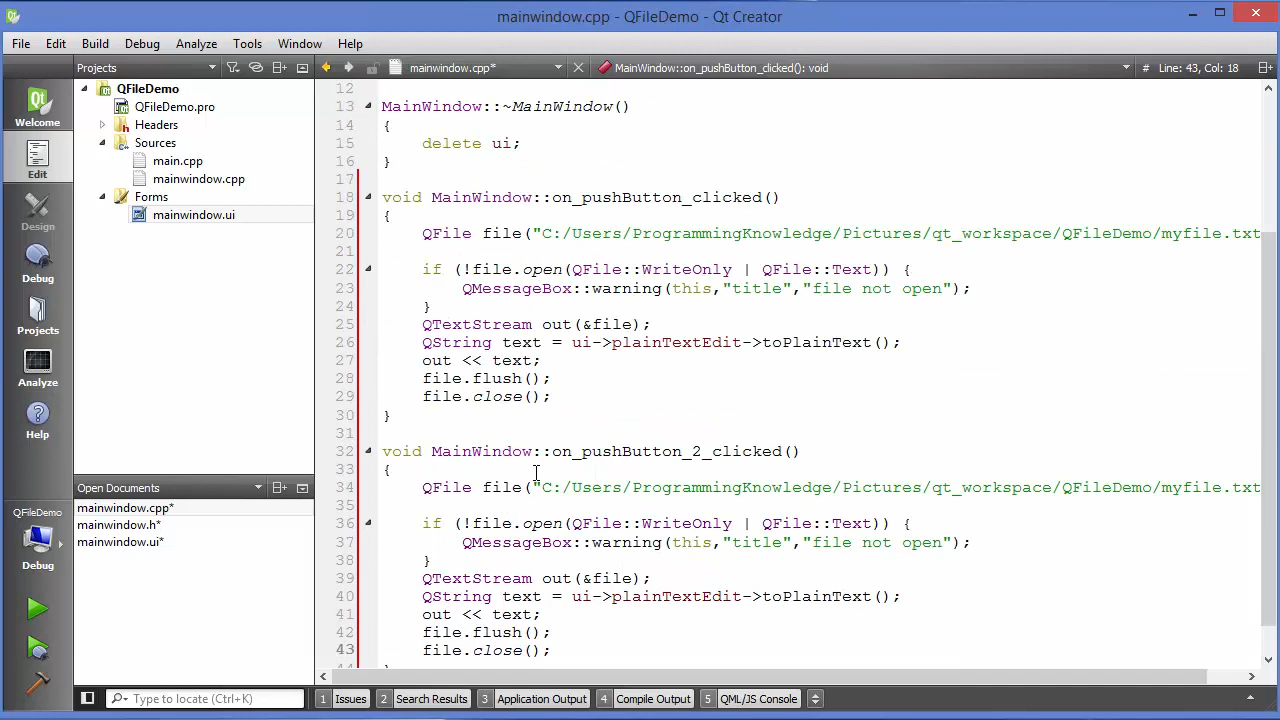 mainwindow.cpp - QFileDemo - Qt Creator
File Edit Build Debug Analyze Tools Window Help
Projects mainwindow.cpp* MainWindow::on_pushButton_clicked(): void # Line: 43, Col: 18
Welcome
Edit
Design
Debug
Projects
Analyze
Help
QFileDemo
Debug
QFileDemo
QFileDemo.pro
Headers
Sources
main.cpp
mainwindow.cpp
Forms
mainwindow.ui
Open Documents
mainwindow.cpp*
mainwindow.h*
mainwindow.ui*
12
13 MainWindow::~MainWindow()
14 {
15 delete ui;
16 }
17
18 void MainWindow::on_pushButton_clicked()
19 {
20 QFile file("C:/Users/ProgrammingKnowledge/Pictures/qt_workspace/QFileDemo/myfile.txt
21
22 if (!file.open(QFile::WriteOnly | QFile::Text)) {
23 QMessageBox::warning(this,"title","file not open");
24 }
25 QTextStream out(&file);
26 QString text = ui->plainTextEdit->toPlainText();
27 out << text;
28 file.flush();
29 file.close();
30 }
31
32 void MainWindow::on_pushButton_2_clicked()
33 {
34 QFile file("C:/Users/ProgrammingKnowledge/Pictures/qt_workspace/QFileDemo/myfile.txt
35
36 if (!file.open(QFile::WriteOnly | QFile::Text)) {
37 QMessageBox::warning(this,"title","file not open");
38 }
39 QTextStream out(&file);
40 QString text = ui->plainTextEdit->toPlainText();
41 out << text;
42 file.flush();
43 file.close();
Type to locate (Ctrl+K) 1 Issues 2 Search Results 3 Application Output 4 Compile Output 5 QML/JS Console